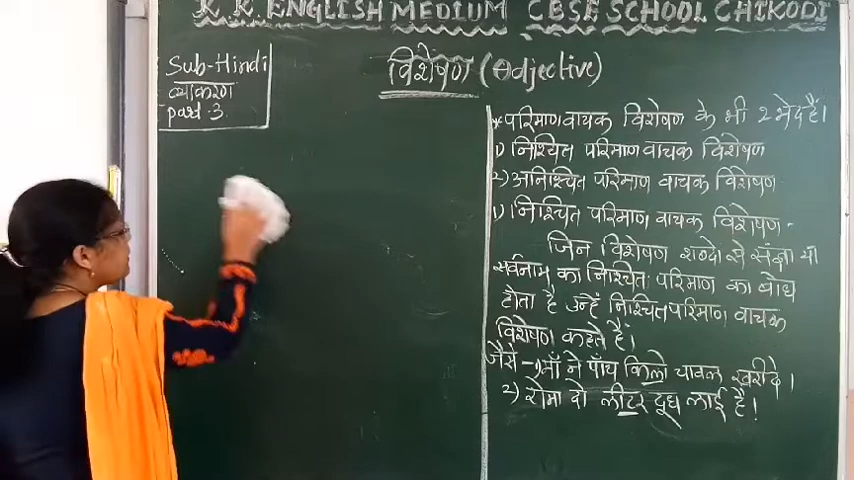 K K ENGLISH MEDIUM CBSE SCHOOL CHIKODI
Sub-Hindi
व्याकरण
part-3
विशेषण (Adjective)
* परिमाणवाचक विशेषण के भी 2 भेद हैं।
1) निश्चित परिमाण वाचक विशेषण
2) अनिश्चित परिमाण वाचक विशेषण
1) निश्चित परिमाण वाचक विशेषण -
जिन विशेषण शब्दो से संज्ञा या
सर्वनाम का निश्चित परिमाण का बोध
होता है उन्हें निश्चित परिमाण वाचक
विशेषण कहते हैं।
जैसे - 1) माँ ने पाँच किलो चावल खरीदे।
2) रोमा दो लीटर दूध लाई है।